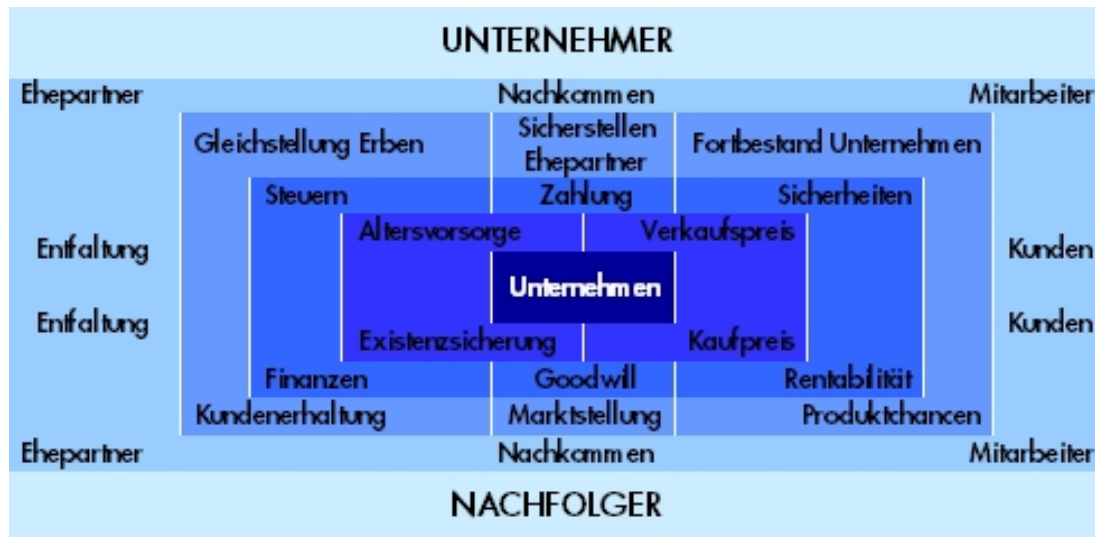 UNTERNEHMER
Ehepartner Nachkommen Mitarbeiter
Gleichstellung Erben Sicherstellen Ehepartner Fortbestand Unternehmen
Steuern Zahlung Sicherheiten
Altersvorsorge Verkaufspreis
Entfaltung Kunden
Unternehmen
Entfaltung Kunden
Existenzsicherung Kaufpreis
Finanzen Goodwill Rentabilität
Kundenerhaltung Marktstellung Produktchancen
Ehepartner Nachkommen Mitarbeiter
NACHFOLGER